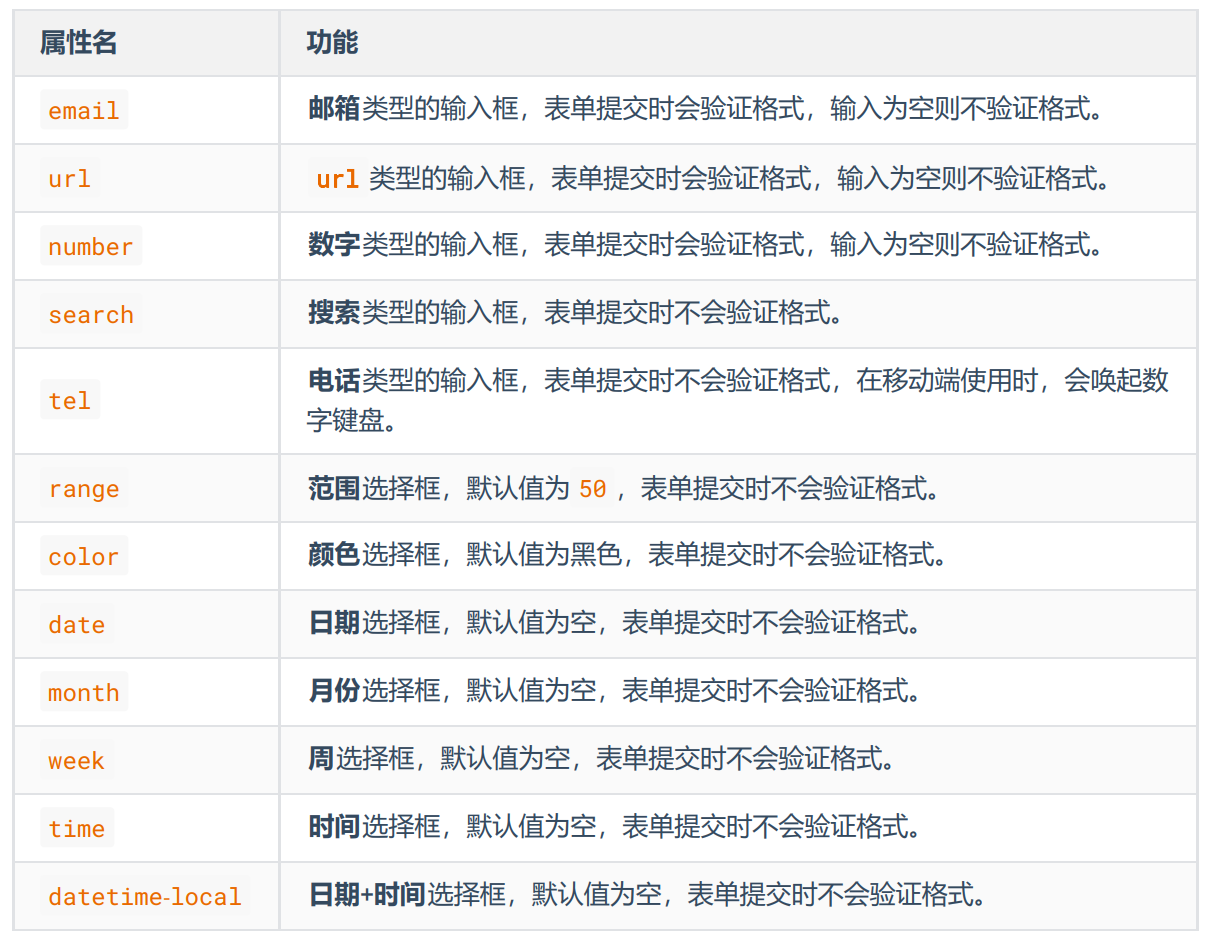 属性名 功能
email 邮箱类型的输入框，表单提交时会验证格式，输入为空则不验证格式。
url url 类型的输入框，表单提交时会验证格式，输入为空则不验证格式。
number 数字类型的输入框，表单提交时会验证格式，输入为空则不验证格式。
search 搜索类型的输入框，表单提交时不会验证格式。
tel 电话类型的输入框，表单提交时不会验证格式，在移动端使用时，会唤起数
字键盘。
range 范围选择框，默认值为 50 ，表单提交时不会验证格式。
color 颜色选择框，默认值为黑色，表单提交时不会验证格式。
date 日期选择框，默认值为空，表单提交时不会验证格式。
month 月份选择框，默认值为空，表单提交时不会验证格式。
week 周选择框，默认值为空，表单提交时不会验证格式。
time 时间选择框，默认值为空，表单提交时不会验证格式。
datetime-local 日期+时间选择框，默认值为空，表单提交时不会验证格式。